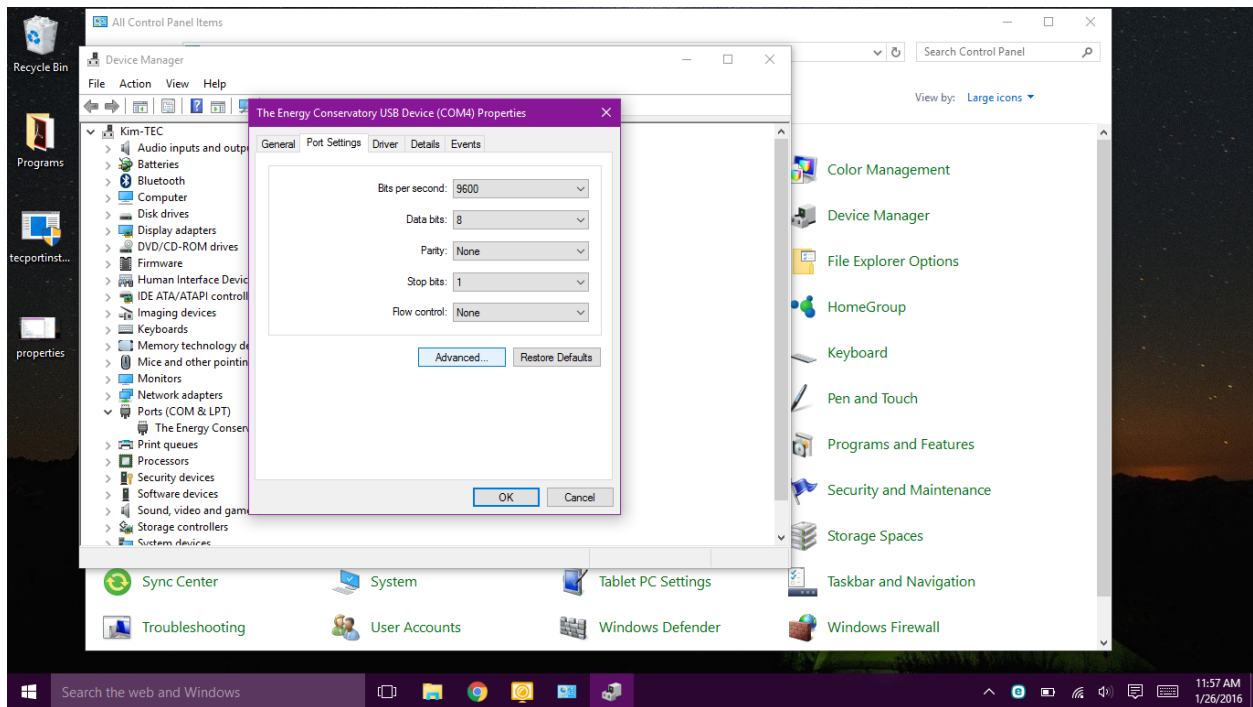 Recycle Bin
Programs
tecportinst...
properties
All Control Panel Items
Search Control Panel
View by: Large icons
Device Manager
File Action View Help
Kim-TEC
Audio inputs and outp
Batteries
Bluetooth
Computer
Disk drives
Display adapters
DVD/CD-ROM drives
Firmware
Human Interface Devic
IDE ATA/ATAPI controll
Imaging devices
Keyboards
Memory technology de
Mice and other pointin
Monitors
Network adapters
Ports (COM & LPT)
The Energy Conser
Print queues
Processors
Security devices
Software devices
Sound, video and game
Storage controllers
System devices
The Energy Conservatory USB Device (COM4) Properties
General Port Settings Driver Details Events
Bits per second: 9600
Data bits: 8
Parity: None
Stop bits: 1
Flow control: None
Advanced... Restore Defaults
OK Cancel
Color Management
Device Manager
File Explorer Options
HomeGroup
Keyboard
Pen and Touch
Programs and Features
Security and Maintenance
Storage Spaces
Sync Center System Tablet PC Settings Taskbar and Navigation
Troubleshooting User Accounts Windows Defender Windows Firewall
Search the web and Windows
11:57 AM
1/26/2016